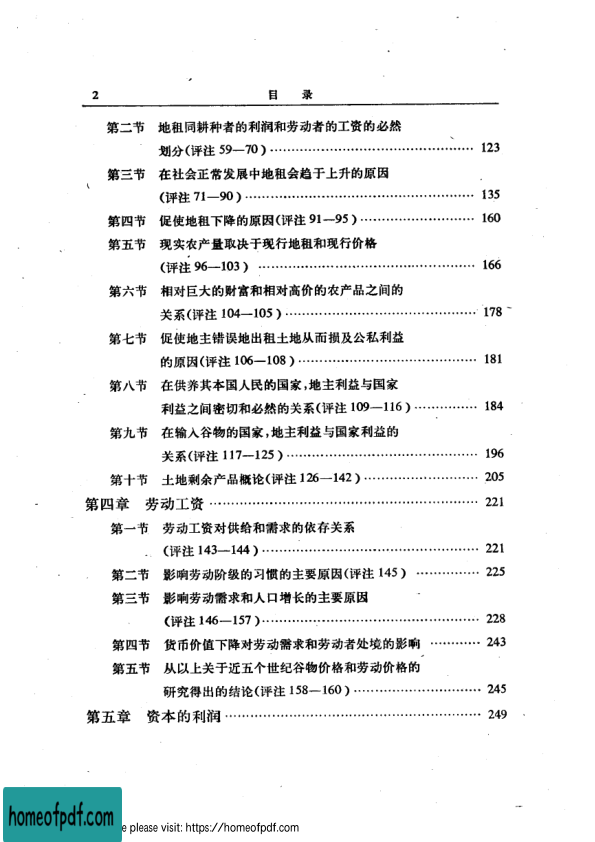 2 目 录
第二节 地租同耕种者的利润和劳动者的工资的必然
划分(评注 59—70) 123
第三节 在社会正常发展中地租会趋于上升的原因
(评注 71—90) 135
第四节 促使地租下降的原因(评注 91—95) 160
第五节 现实农产量取决于现行地租和现行价格
(评注 96—103) 166
第六节 相对巨大的财富和相对高价的农产品之间的
关系(评注 104—105) 178
第七节 促使地主错误地出租土地从而损及公私利益
的原因(评注 106—108) 181
第八节 在供养其本国人民的国家,地主利益与国家
利益之间密切和必然的关系(评注 109—116) 184
第九节 在输入谷物的国家,地主利益与国家利益的
关系(评注 117—125) 196
第十节 土地剩余产品概论(评注 126—142) 205
第四章 劳动工资 221
第一节 劳动工资对供给和需求的依存关系
(评注 143—144) 221
第二节 影响劳动阶级的习惯的主要原因(评注 145) 225
第三节 影响劳动需求和人口增长的主要原因
(评注 146—157) 228
第四节 货币价值下降对劳动需求和劳动者处境的影响 243
第五节 从以上关于近五个世纪谷物价格和劳动价格的
研究得出的结论(评注 158—160) 245
第五章 资本的利润 249
homeofpdf.com
e please visit: https://homeofpdf.com